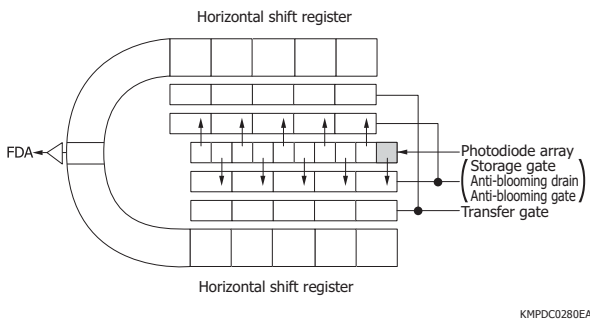 Horizontal shift register
FDA
Photodiode array
Storage gate
Anti-blooming drain
Anti-blooming gate
Transfer gate
Horizontal shift register
KMPDC0280EA